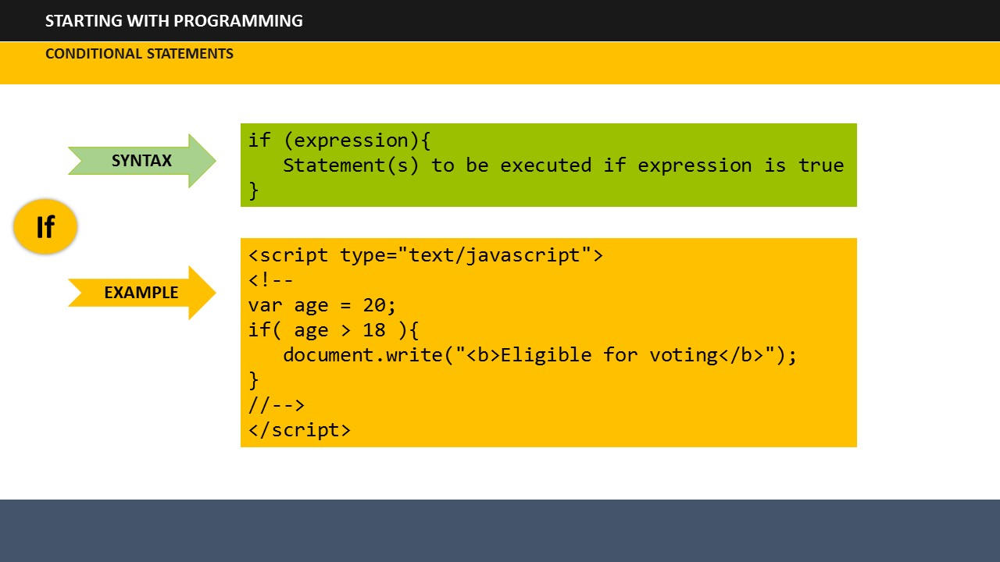 STARTING WITH PROGRAMMING
CONDITIONAL STATEMENTS
SYNTAX
if (expression){
   Statement(s) to be executed if expression is true
}
If
EXAMPLE
<script type="text/javascript">
<!--
var age = 20;
if( age > 18 ){
   document.write("<b>Eligible for voting</b>");
}
//-->
</script>